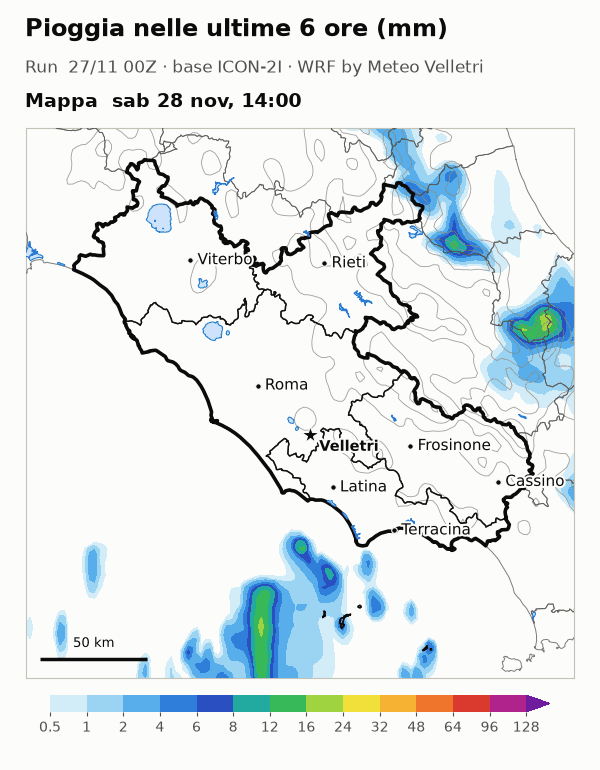 Pioggia nelle ultime 6 ore (mm)
Run  27/11 00Z · base ICON-2I · WRF by Meteo Velletri
Mappa  sab 28 nov, 14:00
Viterbo
Rieti
Roma
Velletri
Frosinone
Latina
Cassino
Terracina
50 km
0.5 1 2 4 6 8 12 16 24 32 48 64 96 128